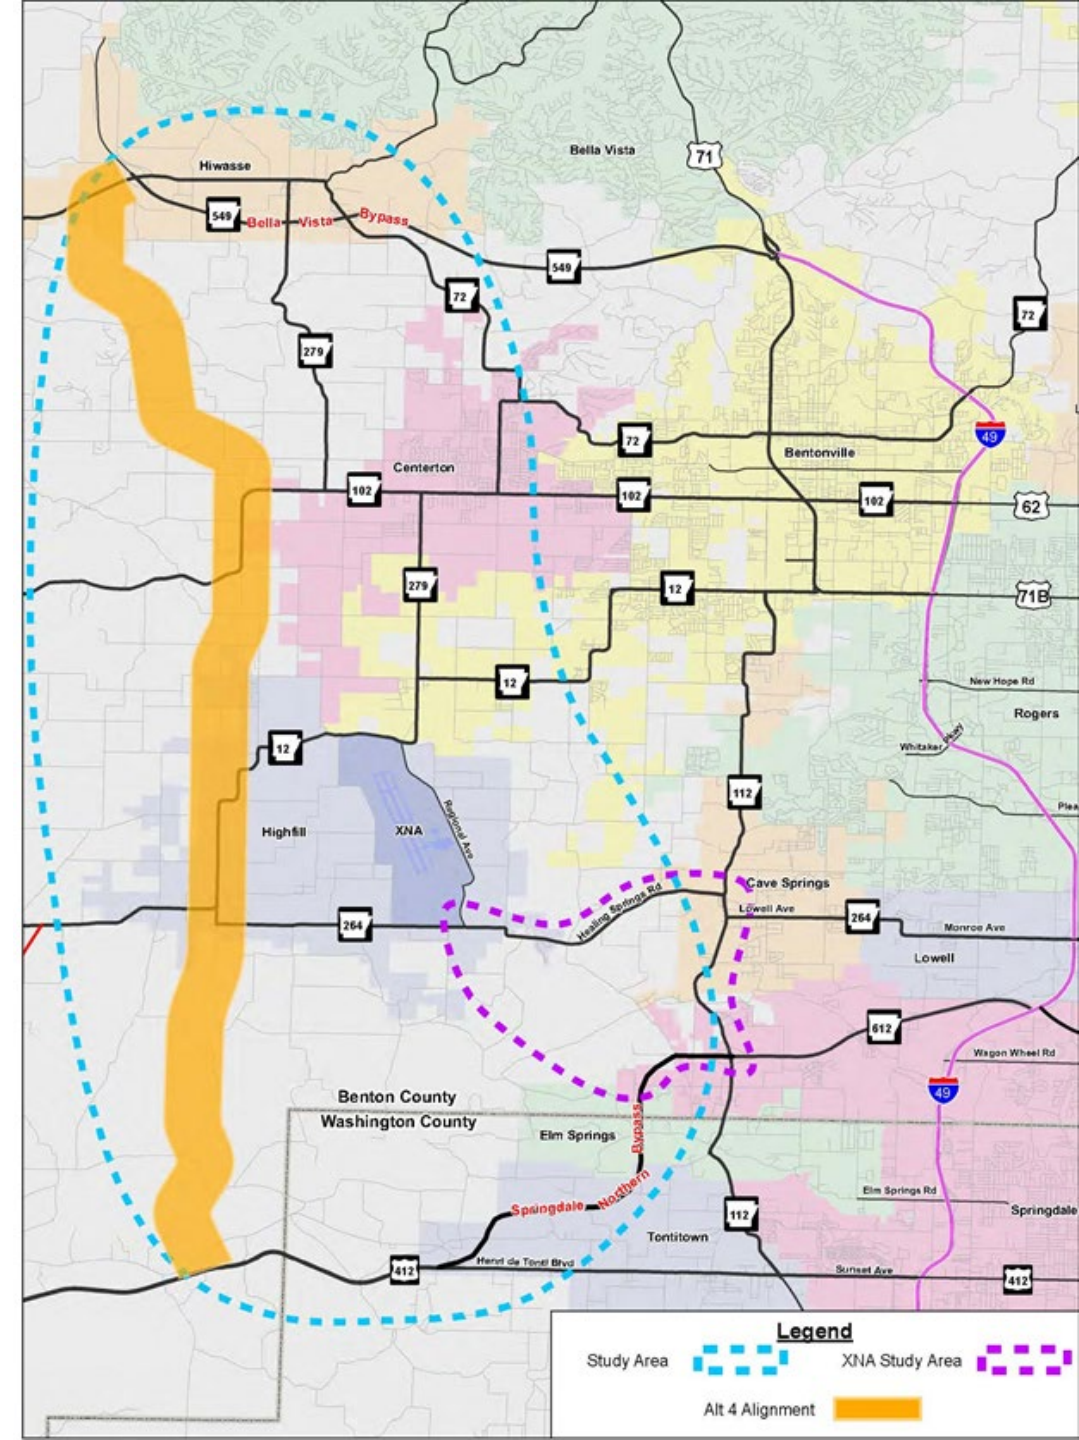 Hiwasse
Bella Vista
71
549
Bella Vista Bypass
549
72
72
279
72
49
Bentonville
Centerton
102
102
102
62
279
12
71B
12
New Hope Rd
Rogers
Whitaker Pkwy
12
112
Plea
Highfill
XNA
Regional Ave
Cave Springs
Healing Springs Rd
Lowell Ave
264
264
Monroe Ave
Lowell
612
Wagon Wheel Rd
49
Benton County
Washington County
Elm Springs
Springdale Northern Bypass
Elm Springs Rd
Springdale
112
Tontitown
412
Henri de Tonti Blvd
Sunset Ave
412
Legend
Study Area
XNA Study Area
Alt 4 Alignment